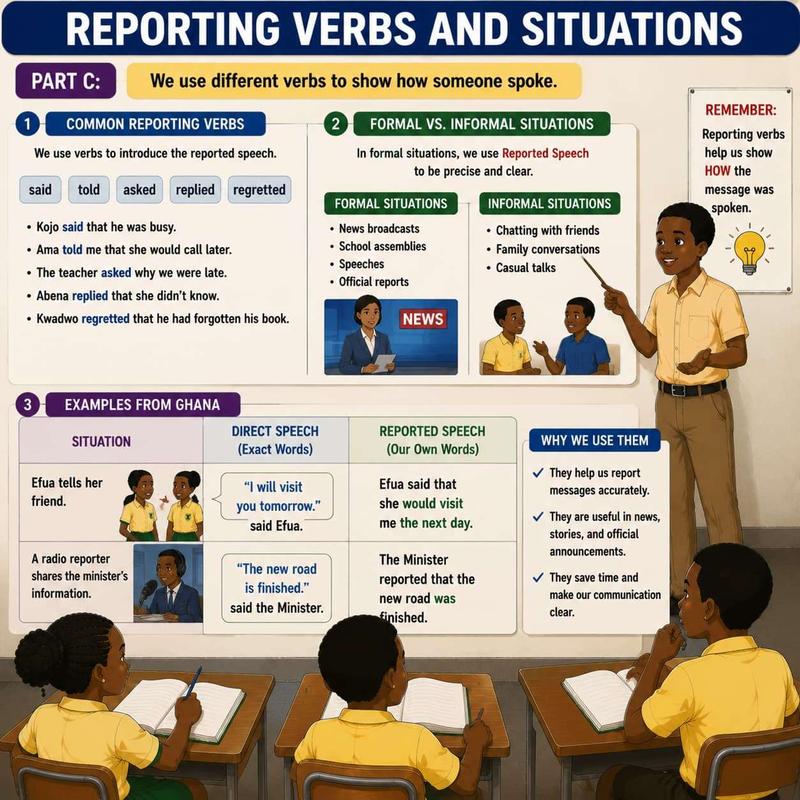 REPORTING VERBS AND SITUATIONS
PART C:
We use different verbs to show how someone spoke.
1 COMMON REPORTING VERBS
We use verbs to introduce the reported speech.
said told asked replied regretted
• Kojo said that he was busy.
• Ama told me that she would call later.
• The teacher asked why we were late.
• Abena replied that she didn't know.
• Kwadwo regretted that he had forgotten his book.
2 FORMAL VS. INFORMAL SITUATIONS
In formal situations, we use Reported Speech
to be precise and clear.
FORMAL SITUATIONS
• News broadcasts
• School assemblies
• Speeches
• Official reports
NEWS
INFORMAL SITUATIONS
• Chatting with friends
• Family conversations
• Casual talks
REMEMBER:
Reporting verbs
help us show
HOW the
message was
spoken.
3 EXAMPLES FROM GHANA
SITUATION
DIRECT SPEECH
(Exact Words)
REPORTED SPEECH
(Our Own Words)
Efua tells her
friend.
“I will visit
you tomorrow.”
said Efua.
Efua said that
she would visit
me the next day.
A radio reporter
shares the minister's
information.
“The new road
is finished.”
said the Minister.
The Minister
reported that the
new road was
finished.
WHY WE USE THEM
✓ They help us report
messages accurately.
✓ They are useful in news,
stories, and official
announcements.
✓ They save time and
make our communication
clear.